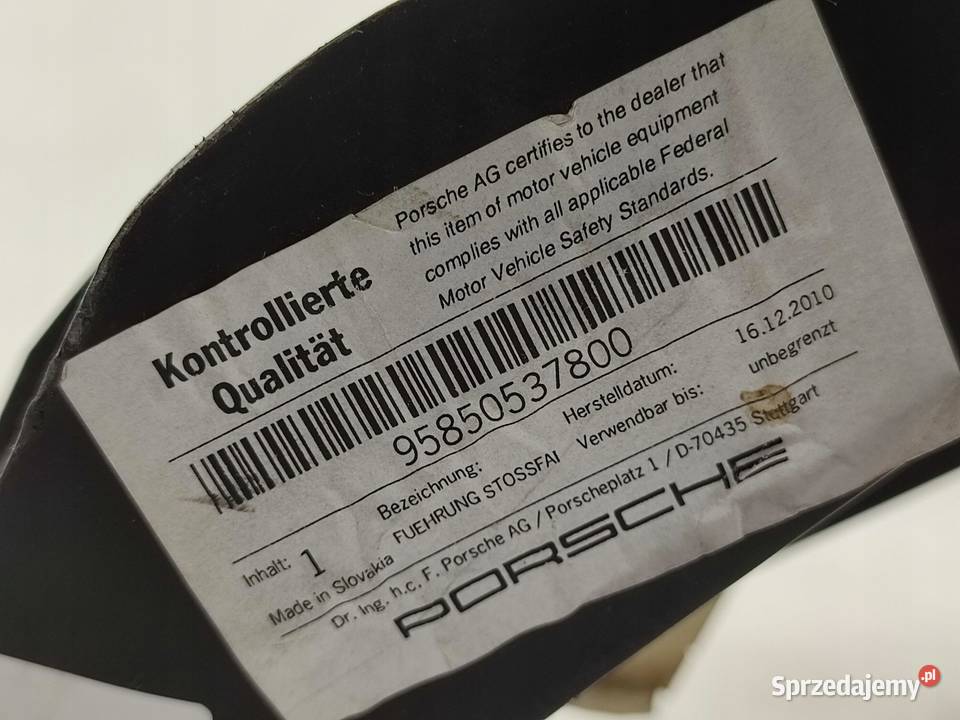 Kontrollierte
Qualität
Porsche AG certifies to the dealer that
this item of motor vehicle equipment
complies with all applicable Federal
Motor Vehicle Safety Standards.
95850537800
Inhalt: 1
Bezeichnung:
FUEHRUNG STOSSFAI
Herstelldatum: 16.12.2010
Verwendbar bis: unbegrenzt
Made in Slovakia
Dr. Ing. h.c. F. Porsche AG / Porscheplatz 1 / D-70435 Stuttgart
PORSCHE
Sprzedajemy.pl